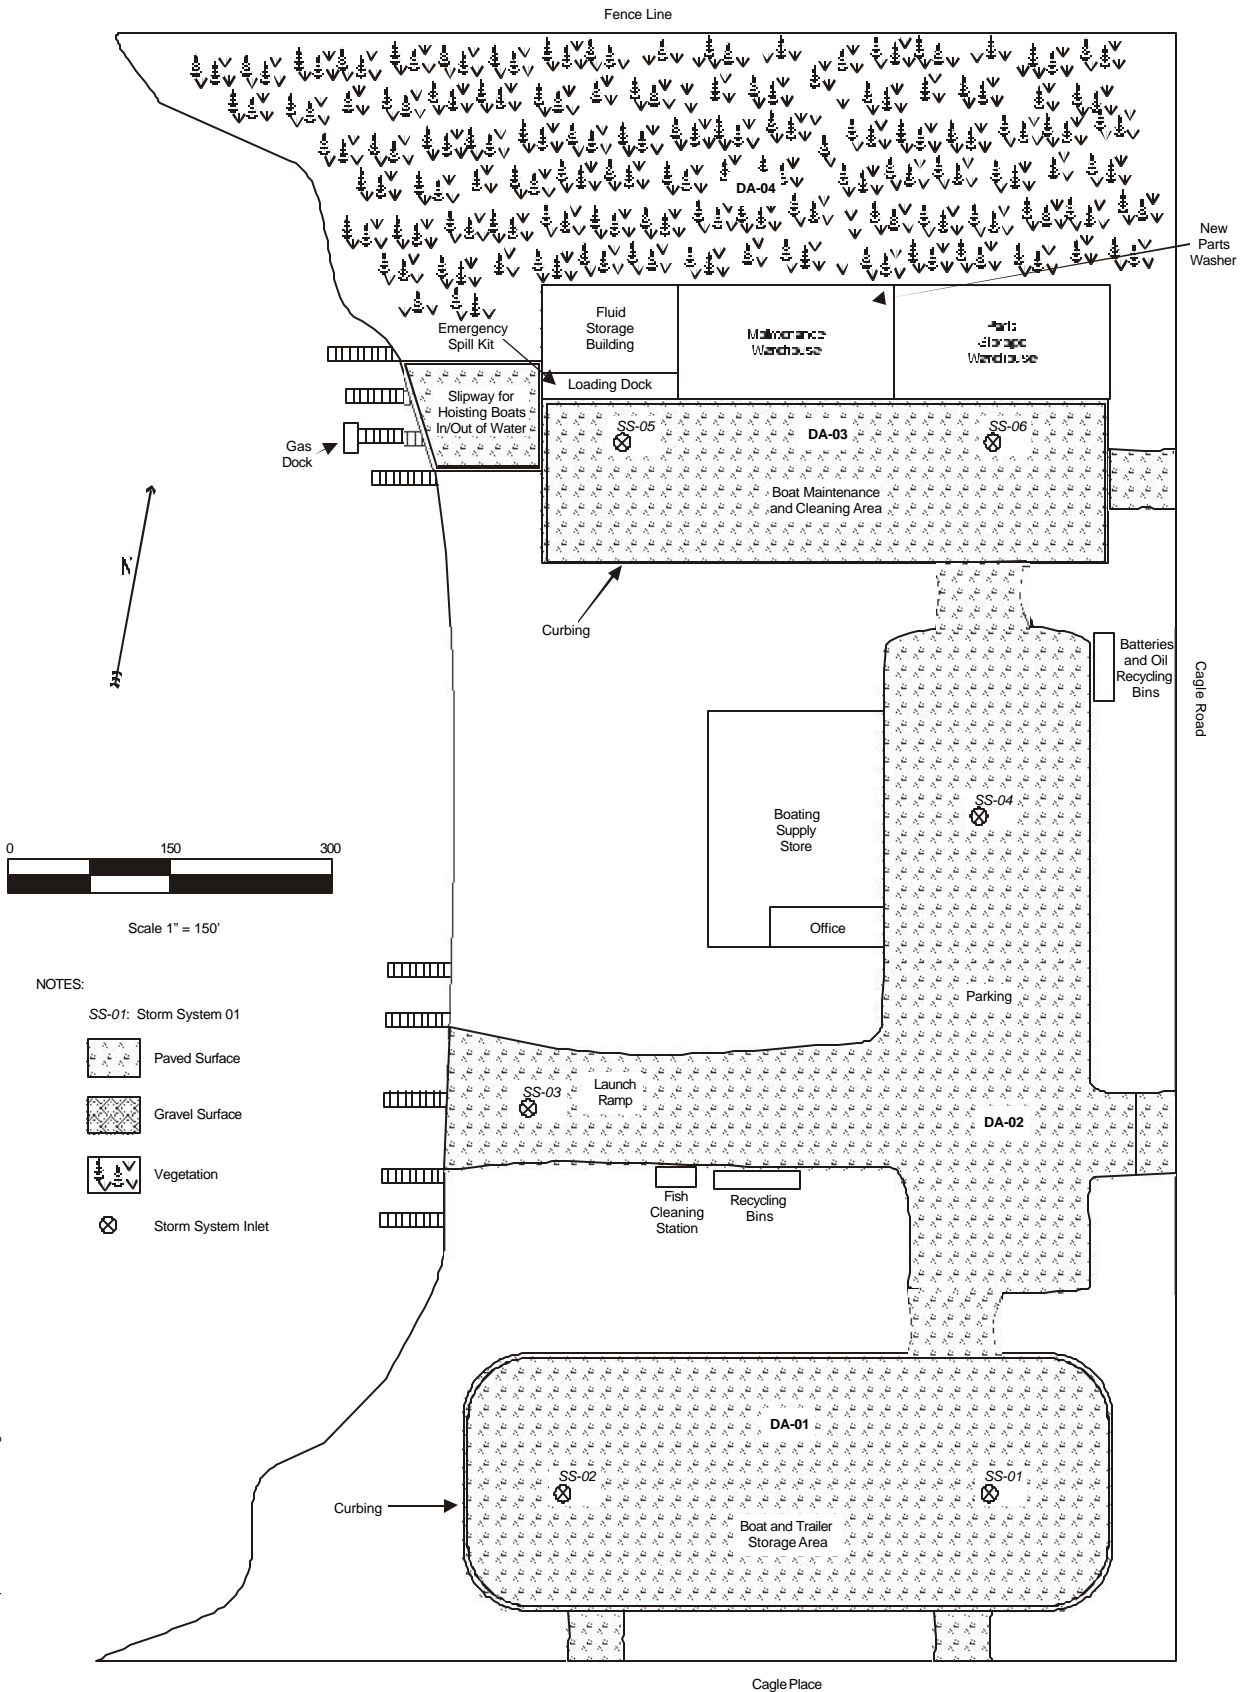 Fence Line
DA-04
New
Parts
Washer
Fluid
Storage
Building
Emergency
Spill Kit
Maintenance
Warehouse
Parts
Storage
Warehouse
Loading Dock
Slipway for
Hoisting Boats
In/Out of Water
SS-05
DA-03
SS-06
Gas
Dock
Boat Maintenance
and Cleaning Area
N
Curbing
Batteries
and Oil
Recycling
Bins
Cagle Road
SS-04
Boating
Supply
Store
0 150 300
Office
Scale 1" = 150'
NOTES:
Parking
SS-01: Storm System 01
Paved Surface
Launch
Ramp
SS-03
Gravel Surface
DA-02
Vegetation
Fish
Cleaning
Station
Recycling
Bins
Storm System Inlet
DA-01
SS-02
SS-01
Curbing
Boat and Trailer
Storage Area
Cagle Place